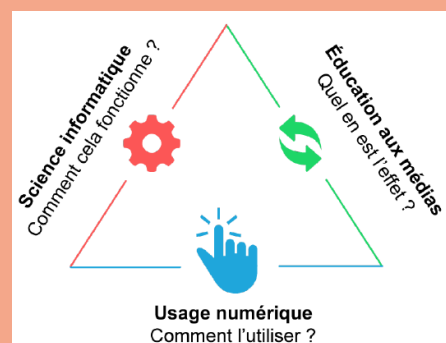 Science informatique
Comment cela fonctionne ?
Éducation aux médias
Quel en est l'effet ?
Usage numérique
Comment l'utiliser ?